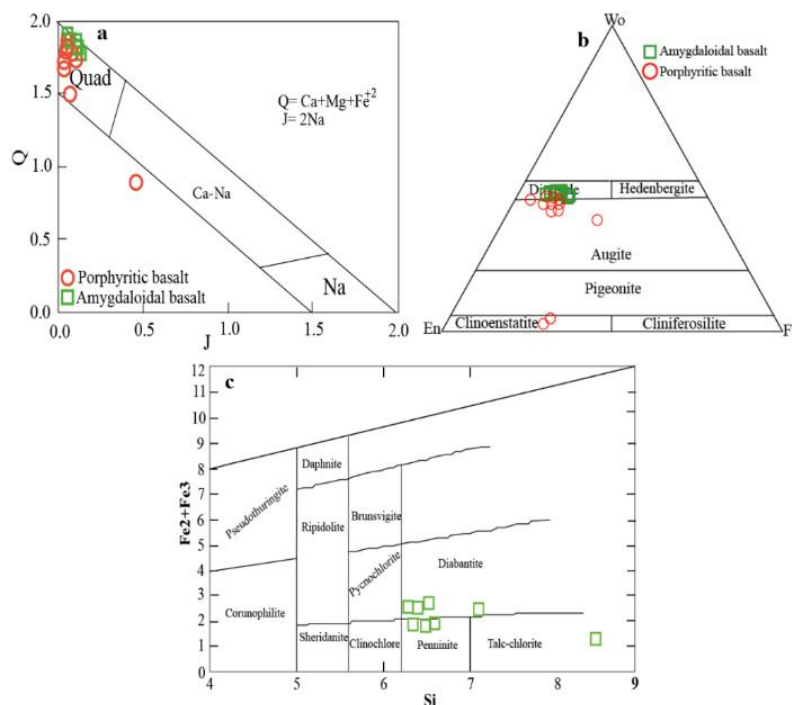 a
2.0
1.5
1.0
0.5
0.0
Q
Quad
Q= Ca+Mg+Fe+2
J= 2Na
Ca-Na
Na
Porphyritic basalt
Amygdaloidal basalt
0.0 0.5 1.0 1.5 2.0
J
b
Wo
Amygdaloidal basalt
Porphyritic basalt
Hedenbergite
Augite
Pigeonite
Clinoenstatite Cliniferosilite
En F
c
12
11
10
9
8
7
6
5
4
3
2
1
0
Fe2+Fe3
Pseudothuringite
Corunophilite
Daphnite
Ripidolite
Sheridanite
Brunsvigite
Pycnochlorite
Clinochlore
Diabantite
Penninite
Talc-chlorite
4 5 6 7 8 9
Si